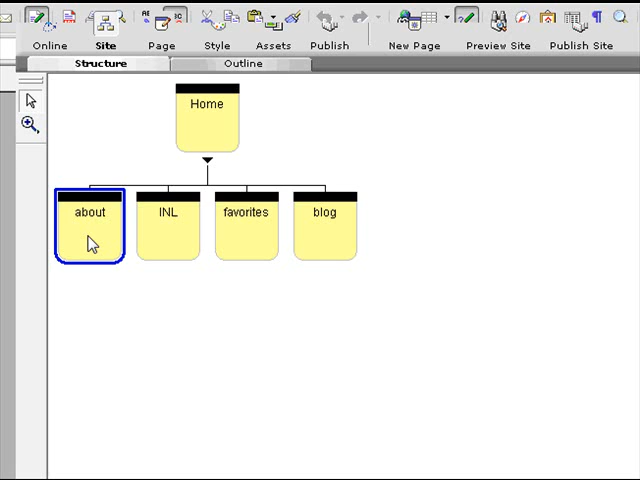 Online Site Page Style Assets Publish New Page Preview Site Publish Site
Structure Outline
Home
about INL favorites blog